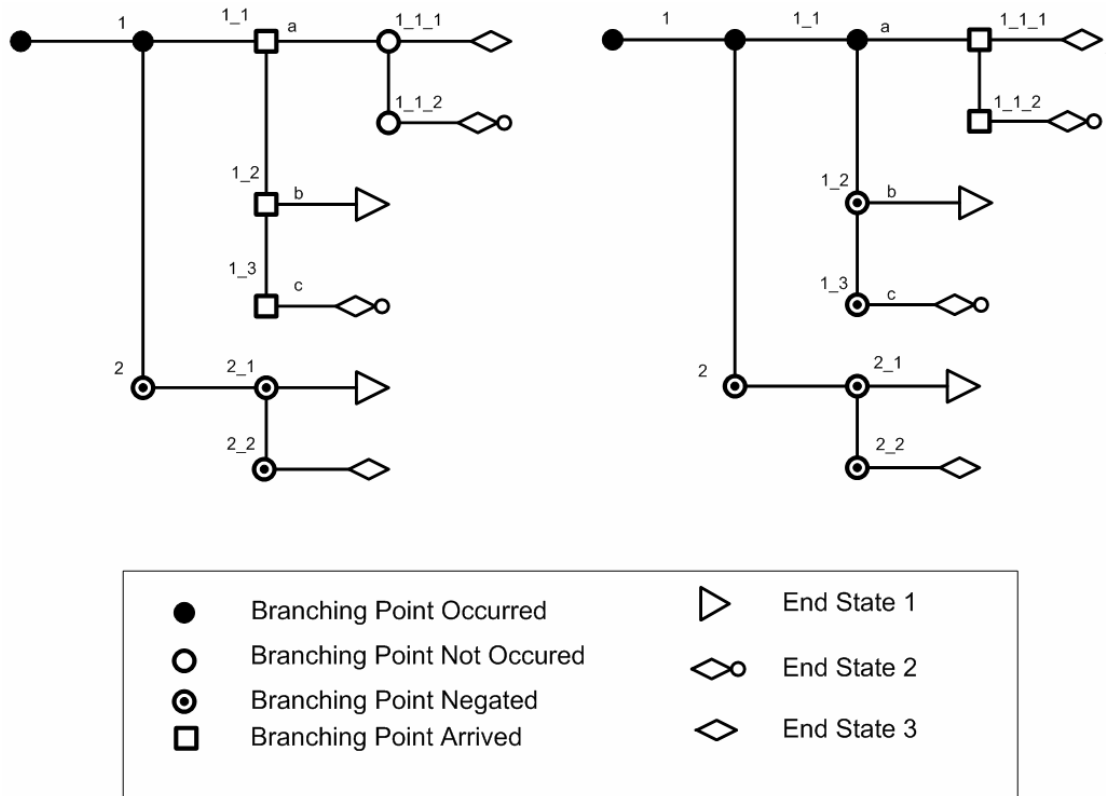 1 1_1 a 1_1_1
1_1_2
1_2 b
1_3 c
2 2_1
2_2
1 1_1 a 1_1_1
1_1_2
1_2 b
1_3 c
2 2_1
2_2
Branching Point Occurred
Branching Point Not Occured
Branching Point Negated
Branching Point Arrived
End State 1
End State 2
End State 3